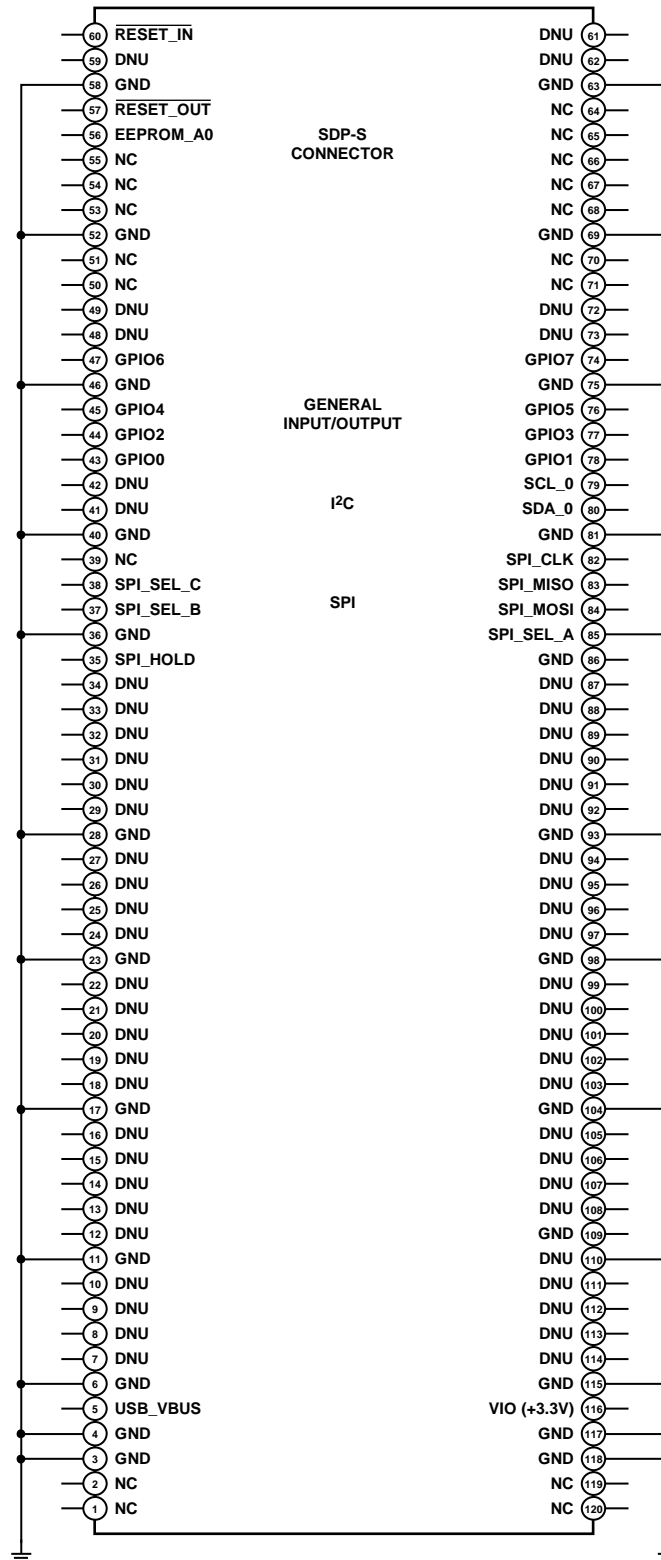 60 RESET_IN DNU 61
59 DNU DNU 62
58 GND GND 63
57 RESET_OUT NC 64
56 EEPROM_A0 SDP-S NC 65
CONNECTOR
55 NC NC 66
54 NC NC 67
53 NC NC 68
52 GND GND 69
51 NC NC 70
50 NC NC 71
49 DNU DNU 72
48 DNU DNU 73
47 GPIO6 GPIO7 74
46 GND GND 75
45 GPIO4 GENERAL GPIO5 76
INPUT/OUTPUT
44 GPIO2 GPIO3 77
43 GPIO0 GPIO1 78
42 DNU SCL_0 79
41 DNU I²C SDA_0 80
40 GND GND 81
39 NC SPI_CLK 82
38 SPI_SEL_C SPI_MISO 83
37 SPI_SEL_B SPI SPI_MOSI 84
36 GND SPI_SEL_A 85
35 SPI_HOLD GND 86
34 DNU DNU 87
33 DNU DNU 88
32 DNU DNU 89
31 DNU DNU 90
30 DNU DNU 91
29 DNU DNU 92
28 GND GND 93
27 DNU DNU 94
26 DNU DNU 95
25 DNU DNU 96
24 DNU DNU 97
23 GND GND 98
22 DNU DNU 99
21 DNU DNU 100
20 DNU DNU 101
19 DNU DNU 102
18 DNU DNU 103
17 GND GND 104
16 DNU DNU 105
15 DNU DNU 106
14 DNU DNU 107
13 DNU DNU 108
12 DNU GND 109
11 GND DNU 110
10 DNU DNU 111
9 DNU DNU 112
8 DNU DNU 113
7 DNU DNU 114
6 GND GND 115
5 USB_VBUS VIO (+3.3V) 116
4 GND GND 117
3 GND GND 118
2 NC NC 119
1 NC NC 120